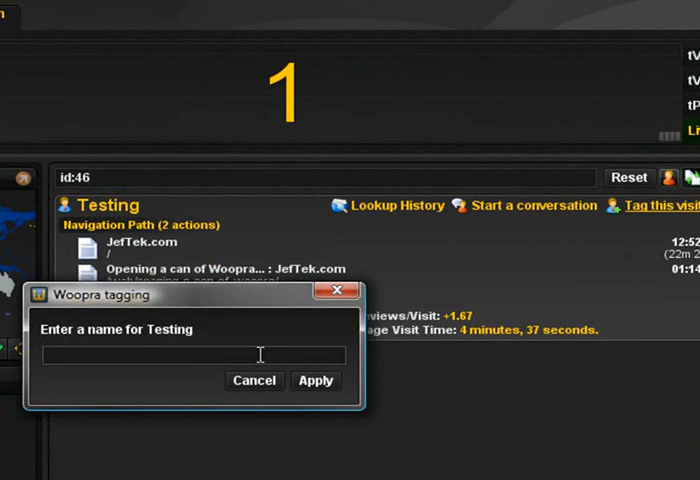 n
1
tV
tV
tP
Li
id:46
Reset
Testing
Lookup History
Start a conversation
Tag this visit
Navigation Path (2 actions)
JefTek.com
12:52
/
(22m 2
Opening a can of Woopra... : JefTek.com
01:14
Woopra tagging
Enter a name for Testing
views/Visit: +1.67
age Visit Time: 4 minutes, 37 seconds.
Cancel
Apply